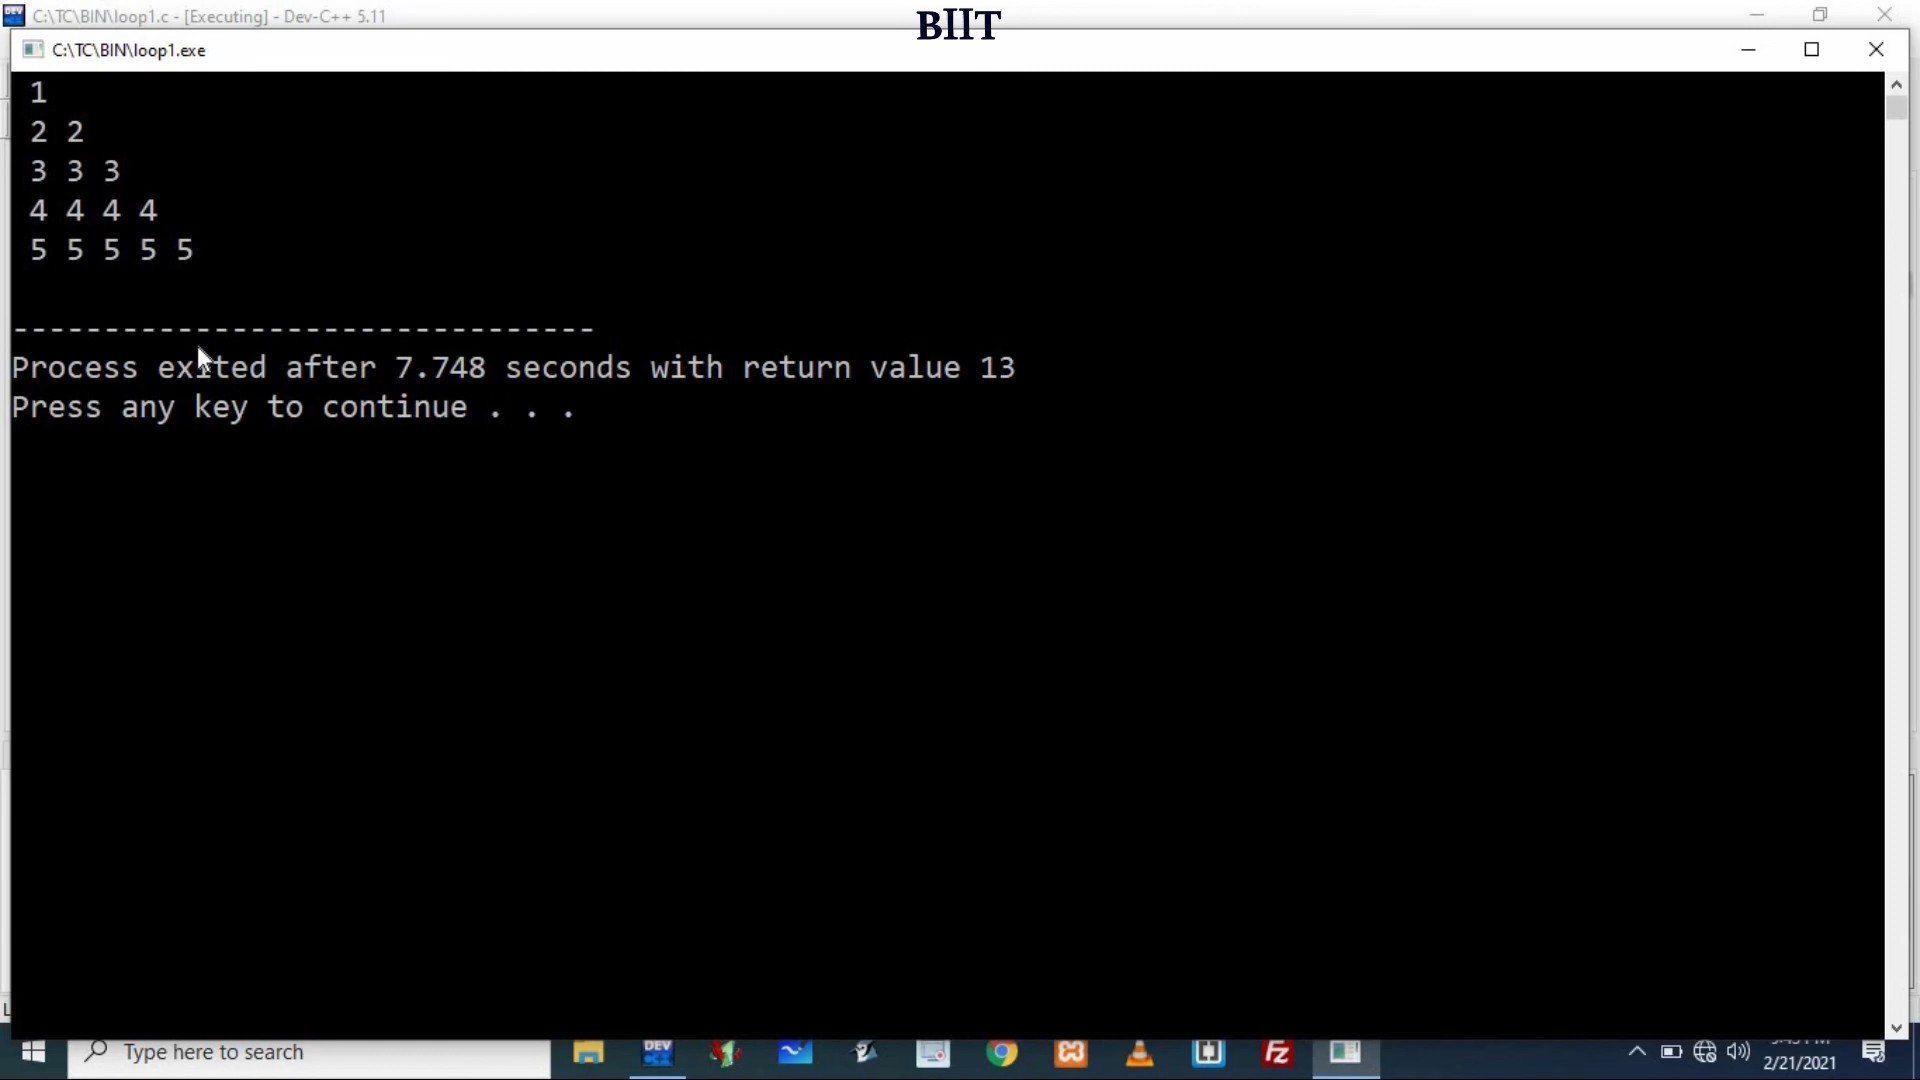 C:\TC\BIN\loop1.c - [Executing] - Dev-C++ 5.11
BIIT
C:\TC\BIN\loop1.exe
1
2 2
3 3 3
4 4 4 4
5 5 5 5 5
--------------------------------
Process exited after 7.748 seconds with return value 13
Press any key to continue . . .
Type here to search
DEV
Fz
2/21/2021